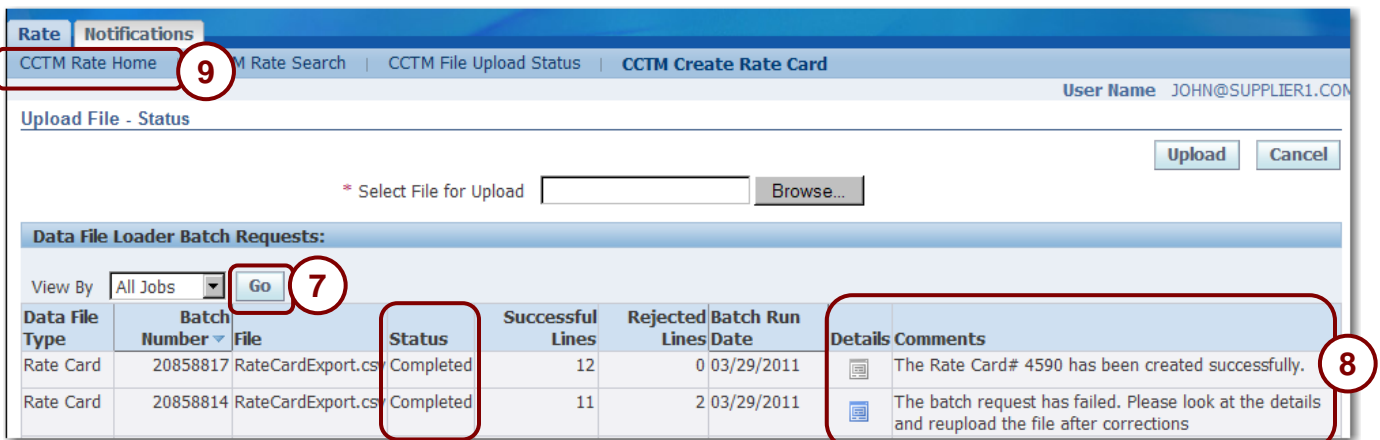 Rate Notifications
CCTM Rate Home 9 M Rate Search | CCTM File Upload Status | CCTM Create Rate Card
User Name JOHN@SUPPLIER1.COM
Upload File - Status
Upload Cancel
* Select File for Upload Browse...
Data File Loader Batch Requests:
View By All Jobs Go 7
Data File Batch Successful Rejected Batch Run
Type Number File Status Lines Lines Date Details Comments
Rate Card 20858817 RateCardExport.csv Completed 12 0 03/29/2011 The Rate Card# 4590 has been created successfully. 8
Rate Card 20858814 RateCardExport.csv Completed 11 2 03/29/2011 The batch request has failed. Please look at the details
and reupload the file after corrections